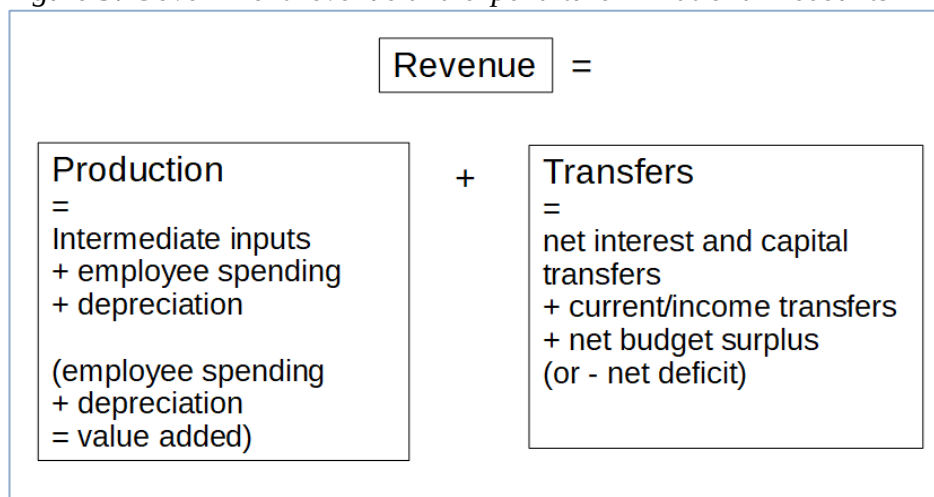 Revenue =
Production
=
Intermediate inputs
+ employee spending
+ depreciation
(employee spending
+ depreciation
= value added)
+
Transfers
=
net interest and capital
transfers
+ current/income transfers
+ net budget surplus
(or - net deficit)